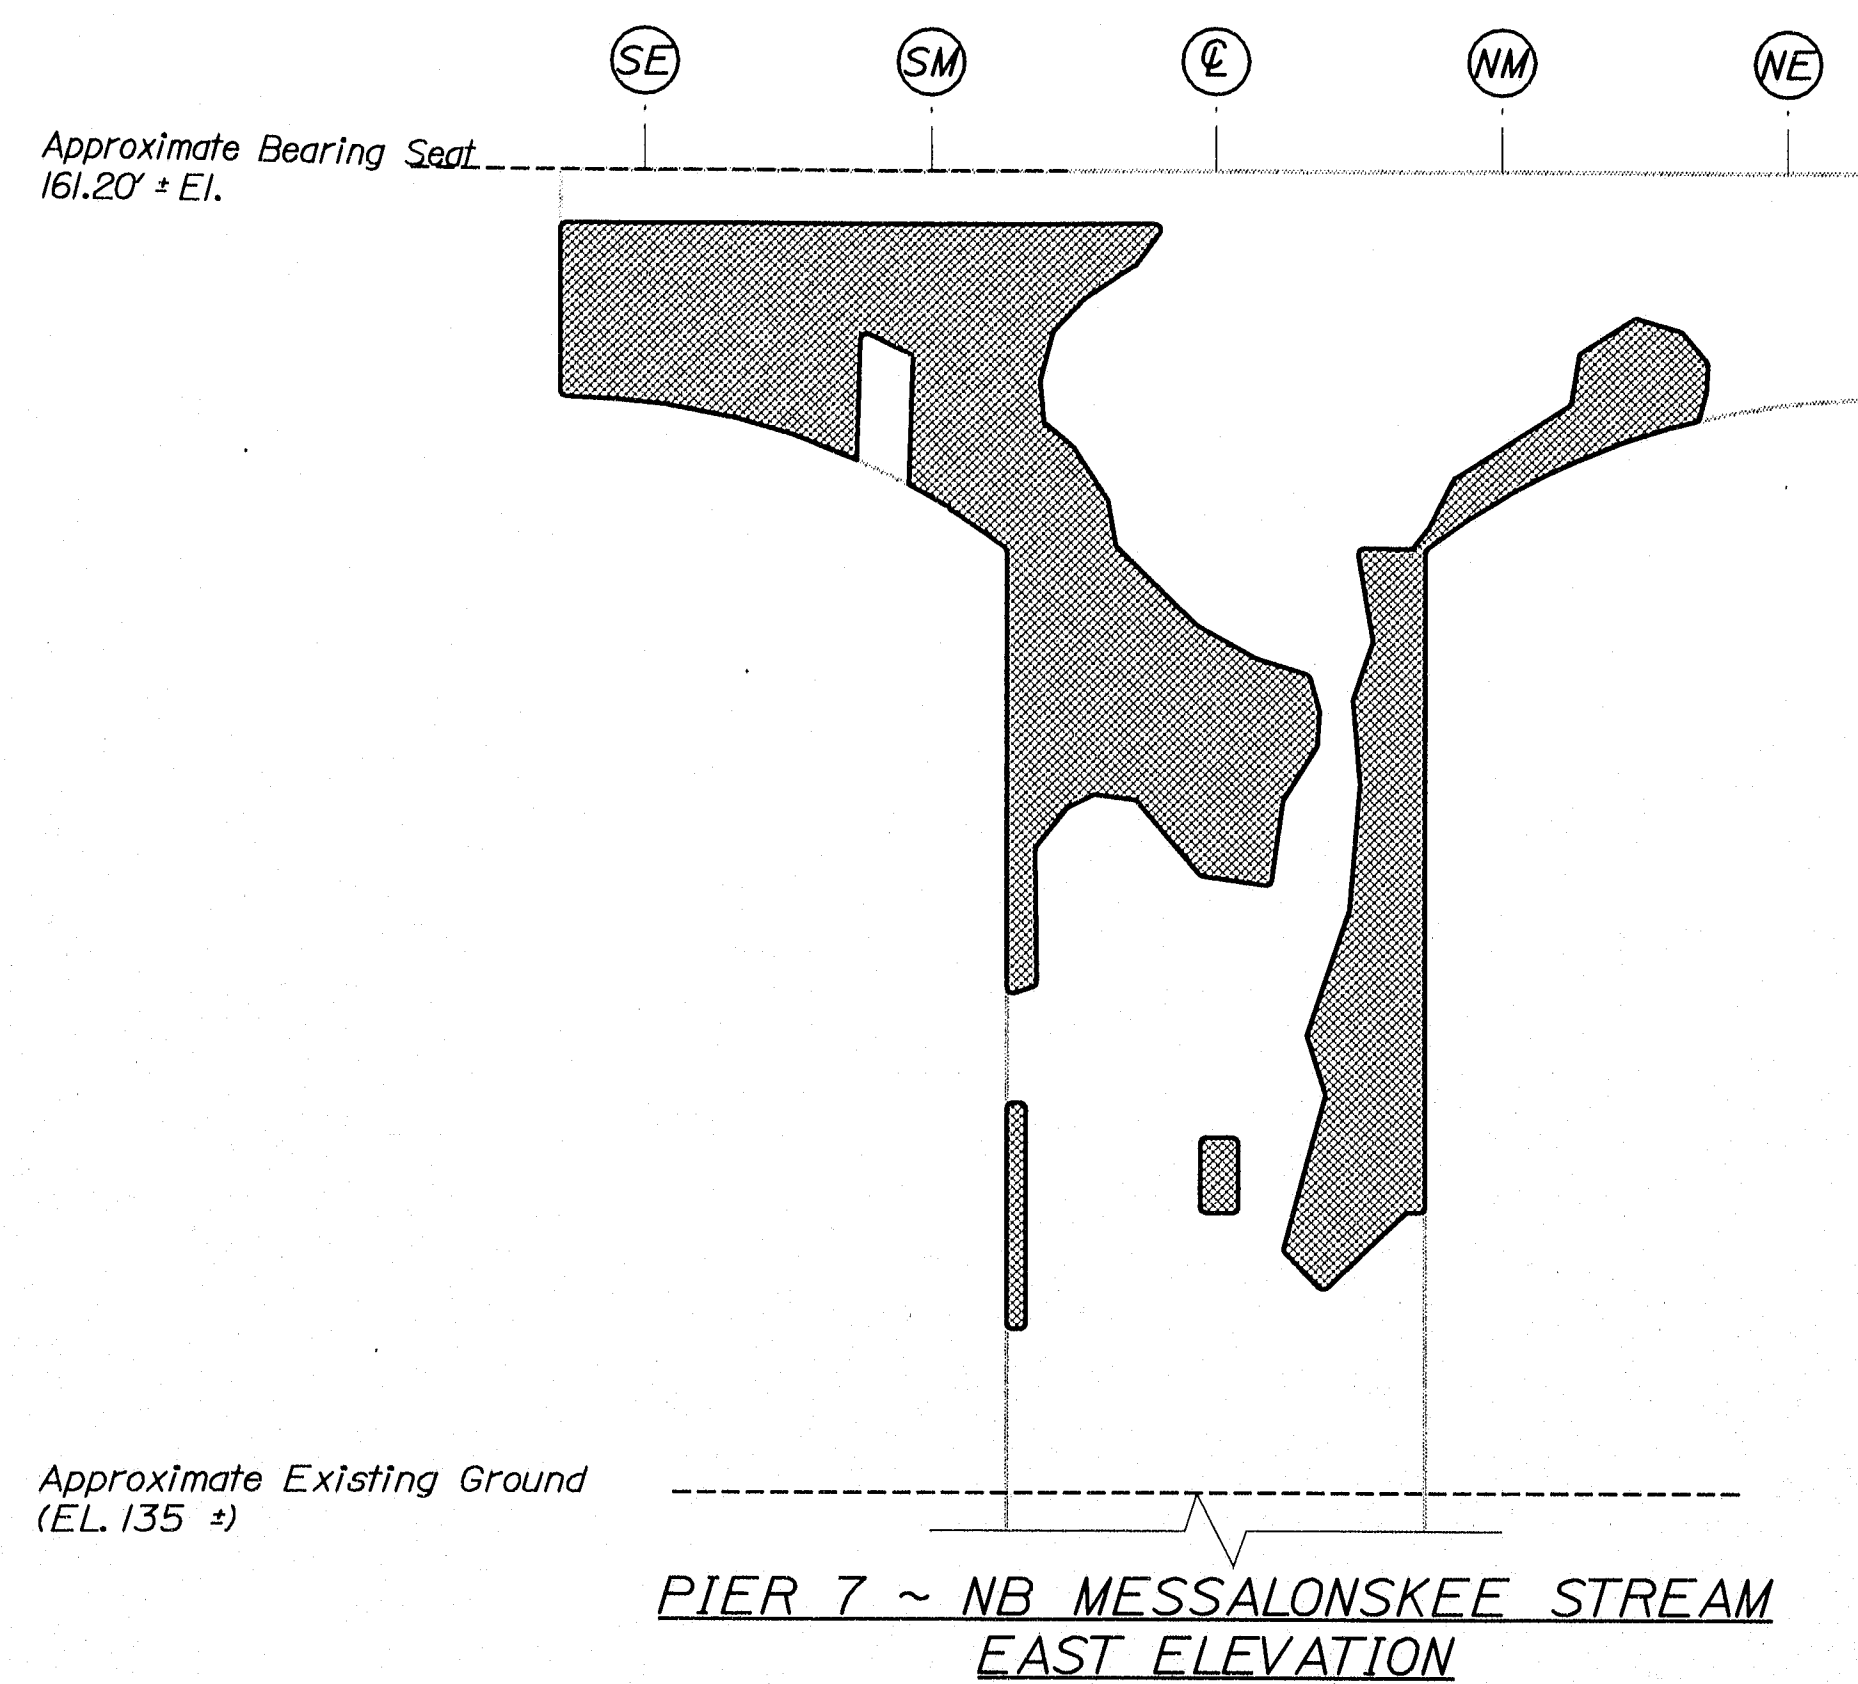 SE SM ℄ NM NE
Approximate Bearing Seat
161.20' ± El.
Approximate Existing Ground
(EL. 135 ±)
PIER 7 ~ NB MESSALONSKEE STREAM
EAST ELEVATION